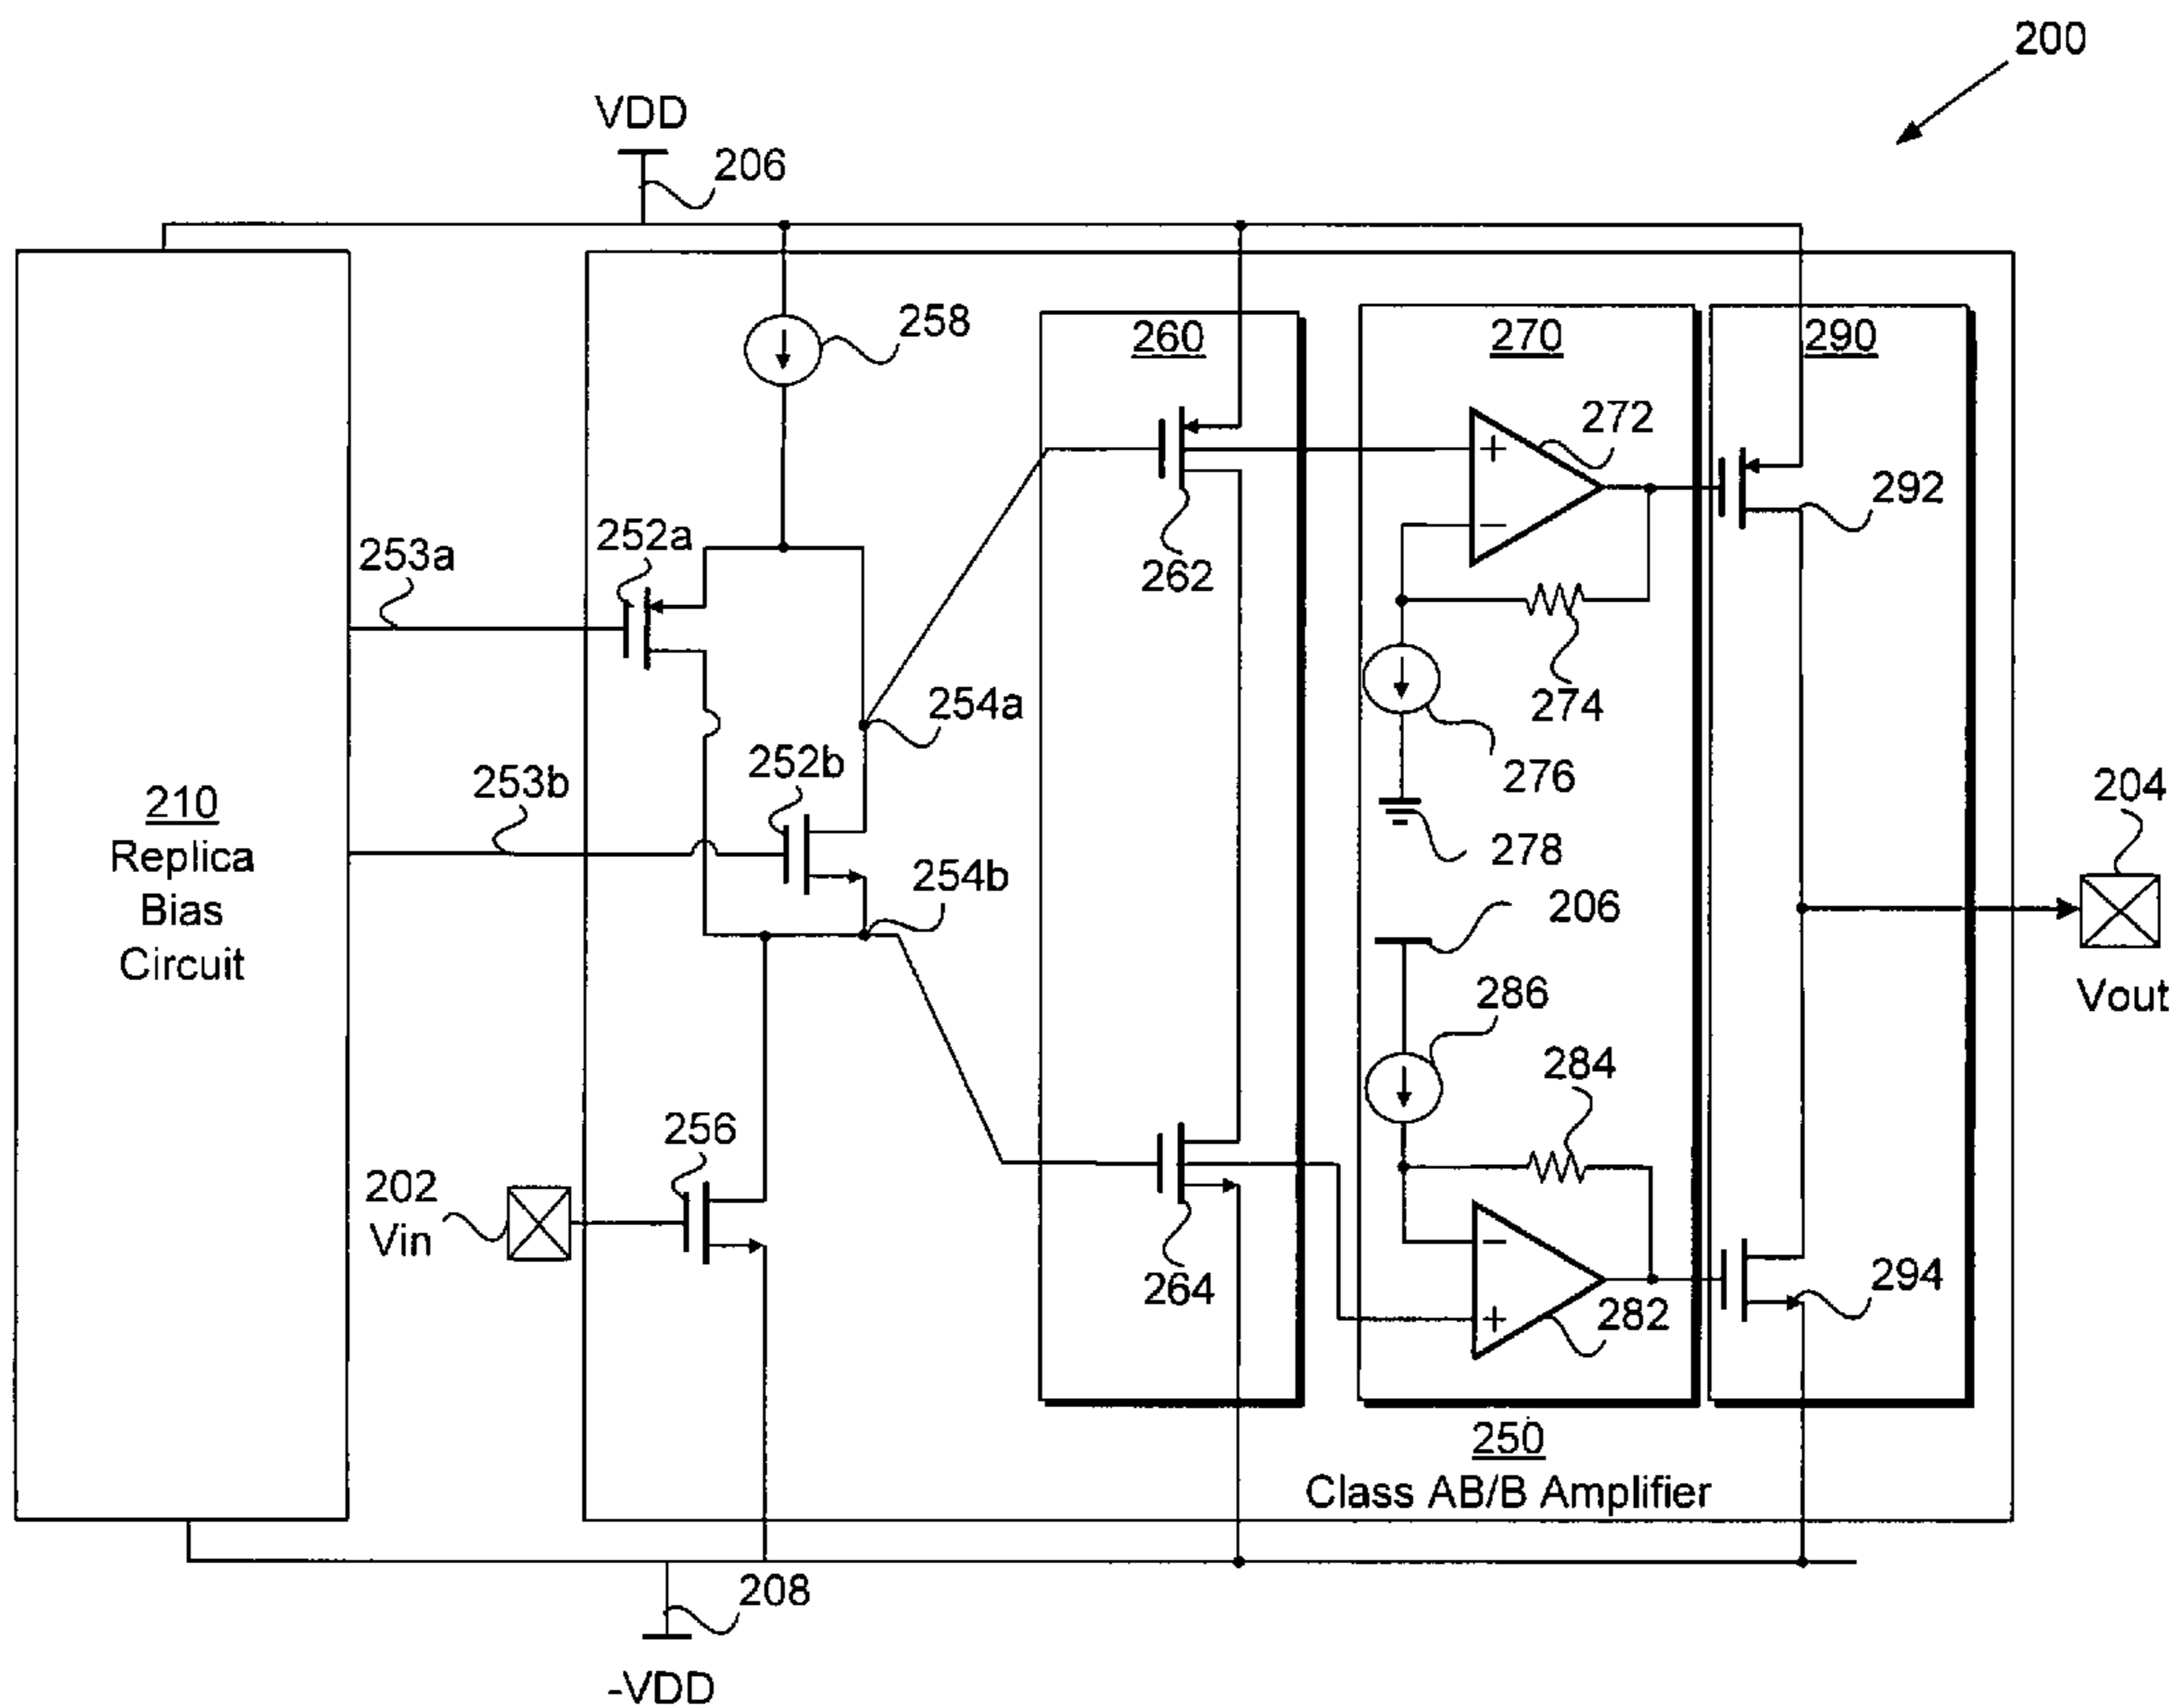 200
VDD
206
258
260
270
290
272
292
262
252a
253a
274
254a
276
252b
253b
278
204
Vout
210
Replica
Bias
Circuit
254b
206
286
284
256
202
Vin
264
282
294
250
Class AB/B Amplifier
208
-VDD
+
−
−
+